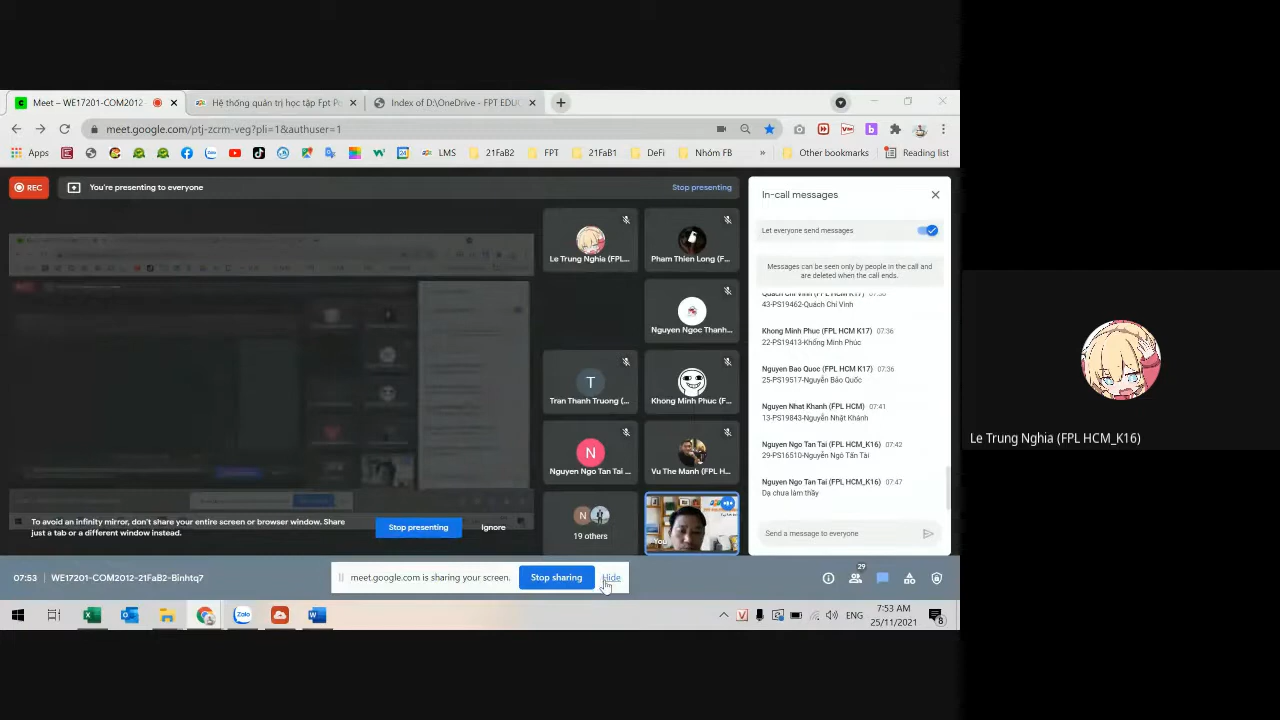 Meet – WE17201-COM2012
Hệ thống quản trị học tập Fpt Po
Index of D:\OneDrive - FPT EDUC
meet.google.com/ptj-zcrm-veg?pli=1&authuser=1
Apps
LMS
21FaB2
FPT
21FaB1
DeFi
Nhóm FB
»
Other bookmarks
Reading list
REC
You're presenting to everyone
Stop presenting
In-call messages
Let everyone send messages
Messages can be seen only by people in the call and
are deleted when the call ends.
Quách Chí Vinh (FPL HCM K17)
43-PS19462-Quách Chí Vinh
Khong Minh Phuc (FPL HCM K17) 07:36
22-PS19413-Khổng Minh Phúc
Nguyen Bao Quoc (FPL HCM K17) 07:36
25-PS19517-Nguyễn Bảo Quốc
Nguyen Nhat Khanh (FPL HCM) 07:41
13-PS19843-Nguyễn Nhật Khánh
Nguyen Ngo Tan Tai (FPL HCM_K16) 07:42
29-PS16510-Nguyễn Ngô Tấn Tài
Nguyen Ngo Tan Tai (FPL HCM_K16) 07:47
Dạ chưa làm thầy
Send a message to everyone
Le Trung Nghia (FPL...
Pham Thien Long (F...
Nguyen Ngoc Thanh...
T
Tran Thanh Truong (...
Khong Minh Phuc (F...
N
Nguyen Ngo Tan Tai ...
Vu The Manh (FPL H...
N
19 others
You
To avoid an infinity mirror, don't share your entire screen or browser window. Share
just a tab or a different window instead.
Stop presenting
Ignore
07:53
WE17201-COM2012-21FaB2-Binhtq7
meet.google.com is sharing your screen.
Stop sharing
Hide
29
ENG
7:53 AM
25/11/2021
8
Le Trung Nghia (FPL HCM_K16)